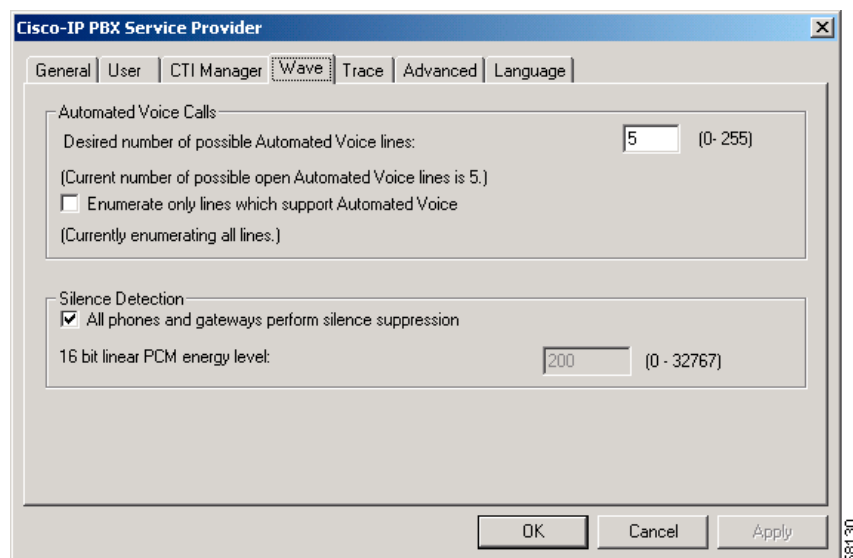 Cisco-IP PBX Service Provider
General User CTI Manager Wave Trace Advanced Language
Automated Voice Calls
Desired number of possible Automated Voice lines: 5 (0- 255)
(Current number of possible open Automated Voice lines is 5.)
Enumerate only lines which support Automated Voice
(Currently enumerating all lines.)
Silence Detection
All phones and gateways perform silence suppression
16 bit linear PCM energy level: 200 (0 - 32767)
OK Cancel Apply
68130